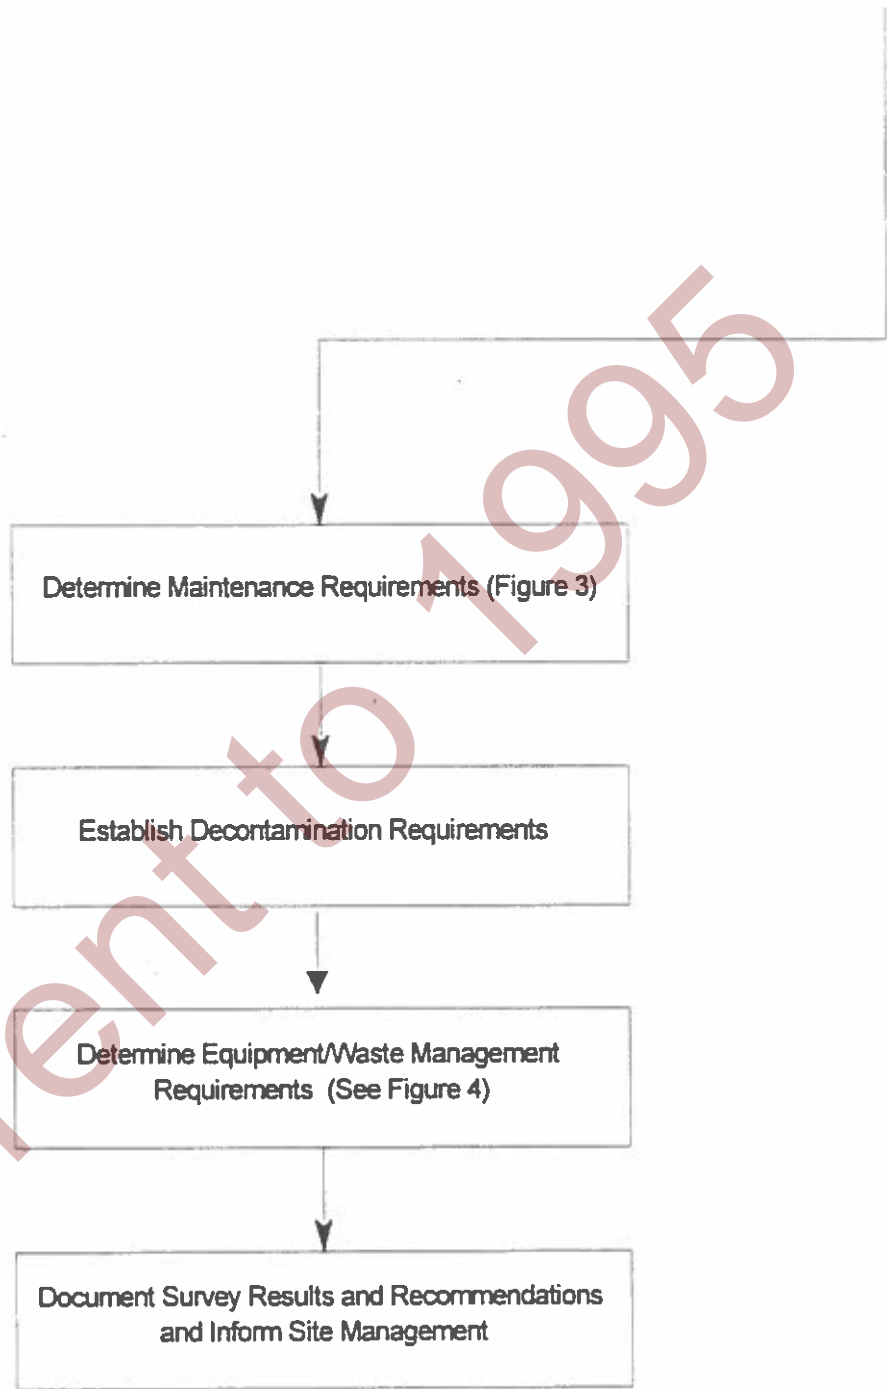 Determine Maintenance Requirements (Figure 3)
Establish Decontamination Requirements
Determine Equipment/Waste Management
Requirements (See Figure 4)
Document Survey Results and Recommendations
and Inform Site Management
ent to 1995